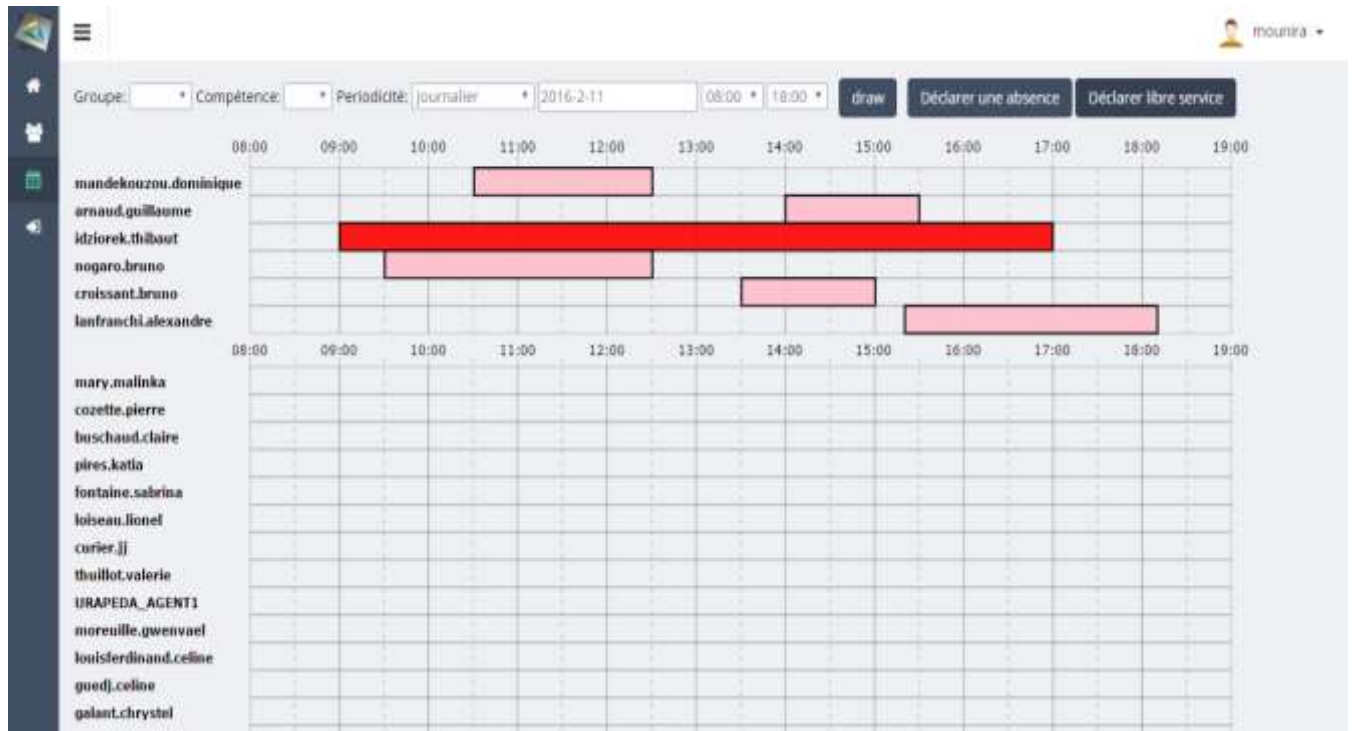 mounira
Groupe: Compétence: Periodicité: journalier 2016-2-11 08:00 18:00 draw Déclarer une absence Déclarer libre service
08:00 09:00 10:00 11:00 12:00 13:00 14:00 15:00 16:00 17:00 18:00 19:00
mandekouzou.dominique
arnaud.guillaume
idziorek.thibaut
nogaro.bruno
croissant.bruno
lanfranchi.alexandre
08:00 09:00 10:00 11:00 12:00 13:00 14:00 15:00 16:00 17:00 18:00 19:00
mary.malinka
cozette.pierre
buschaud.claire
pires.katia
fontaine.sabrina
loiseau.lionel
curier.jj
thuillot.valerie
URAPEDA_AGENT1
moreuille.gwenvael
louisferdinand.celine
guedj.celine
galant.chrystel